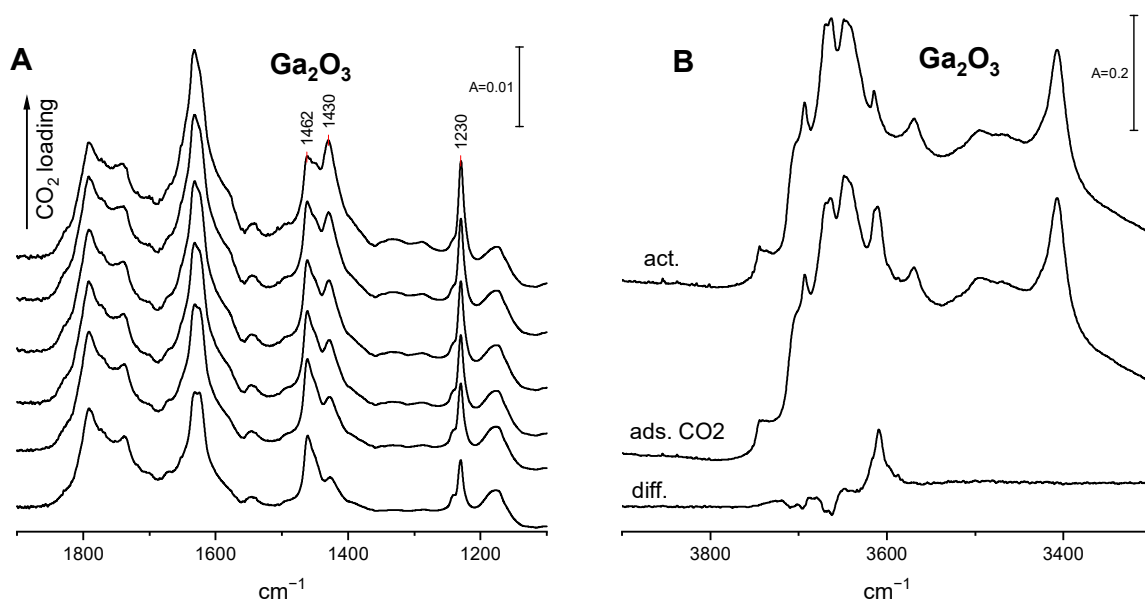 A
Ga₂O₃
A=0.01
CO₂ loading
1462
1430
1230
1800
1600
1400
1200
cm⁻¹
B
Ga₂O₃
A=0.2
act.
ads. CO2
diff.
3800
3600
3400
cm⁻¹